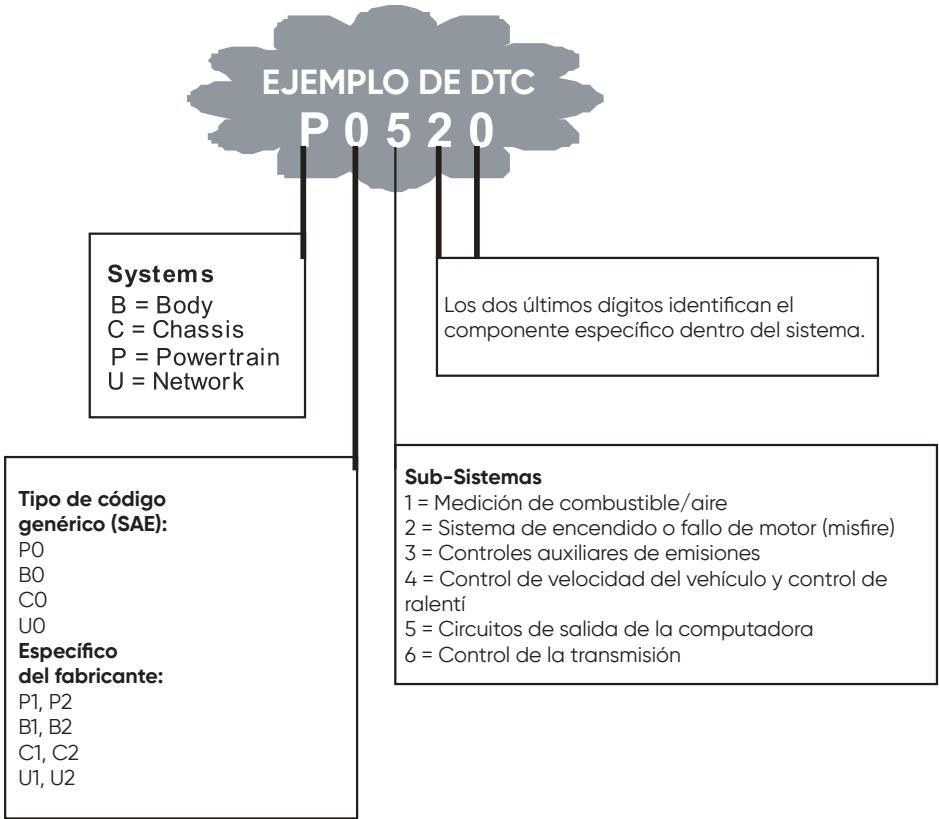 EJEMPLO DE DTC
P 0 5 2 0
Systems
B = Body
C = Chassis
P = Powertrain
U = Network
Los dos últimos dígitos identifican el
componente específico dentro del sistema.
Tipo de código
genérico (SAE):
P0
B0
C0
U0
Específico
del fabricante:
P1, P2
B1, B2
C1, C2
U1, U2
Sub-Sistemas
1 = Medición de combustible/aire
2 = Sistema de encendido o fallo de motor (misfire)
3 = Controles auxiliares de emisiones
4 = Control de velocidad del vehículo y control de
ralentí
5 = Circuitos de salida de la computadora
6 = Control de la transmisión